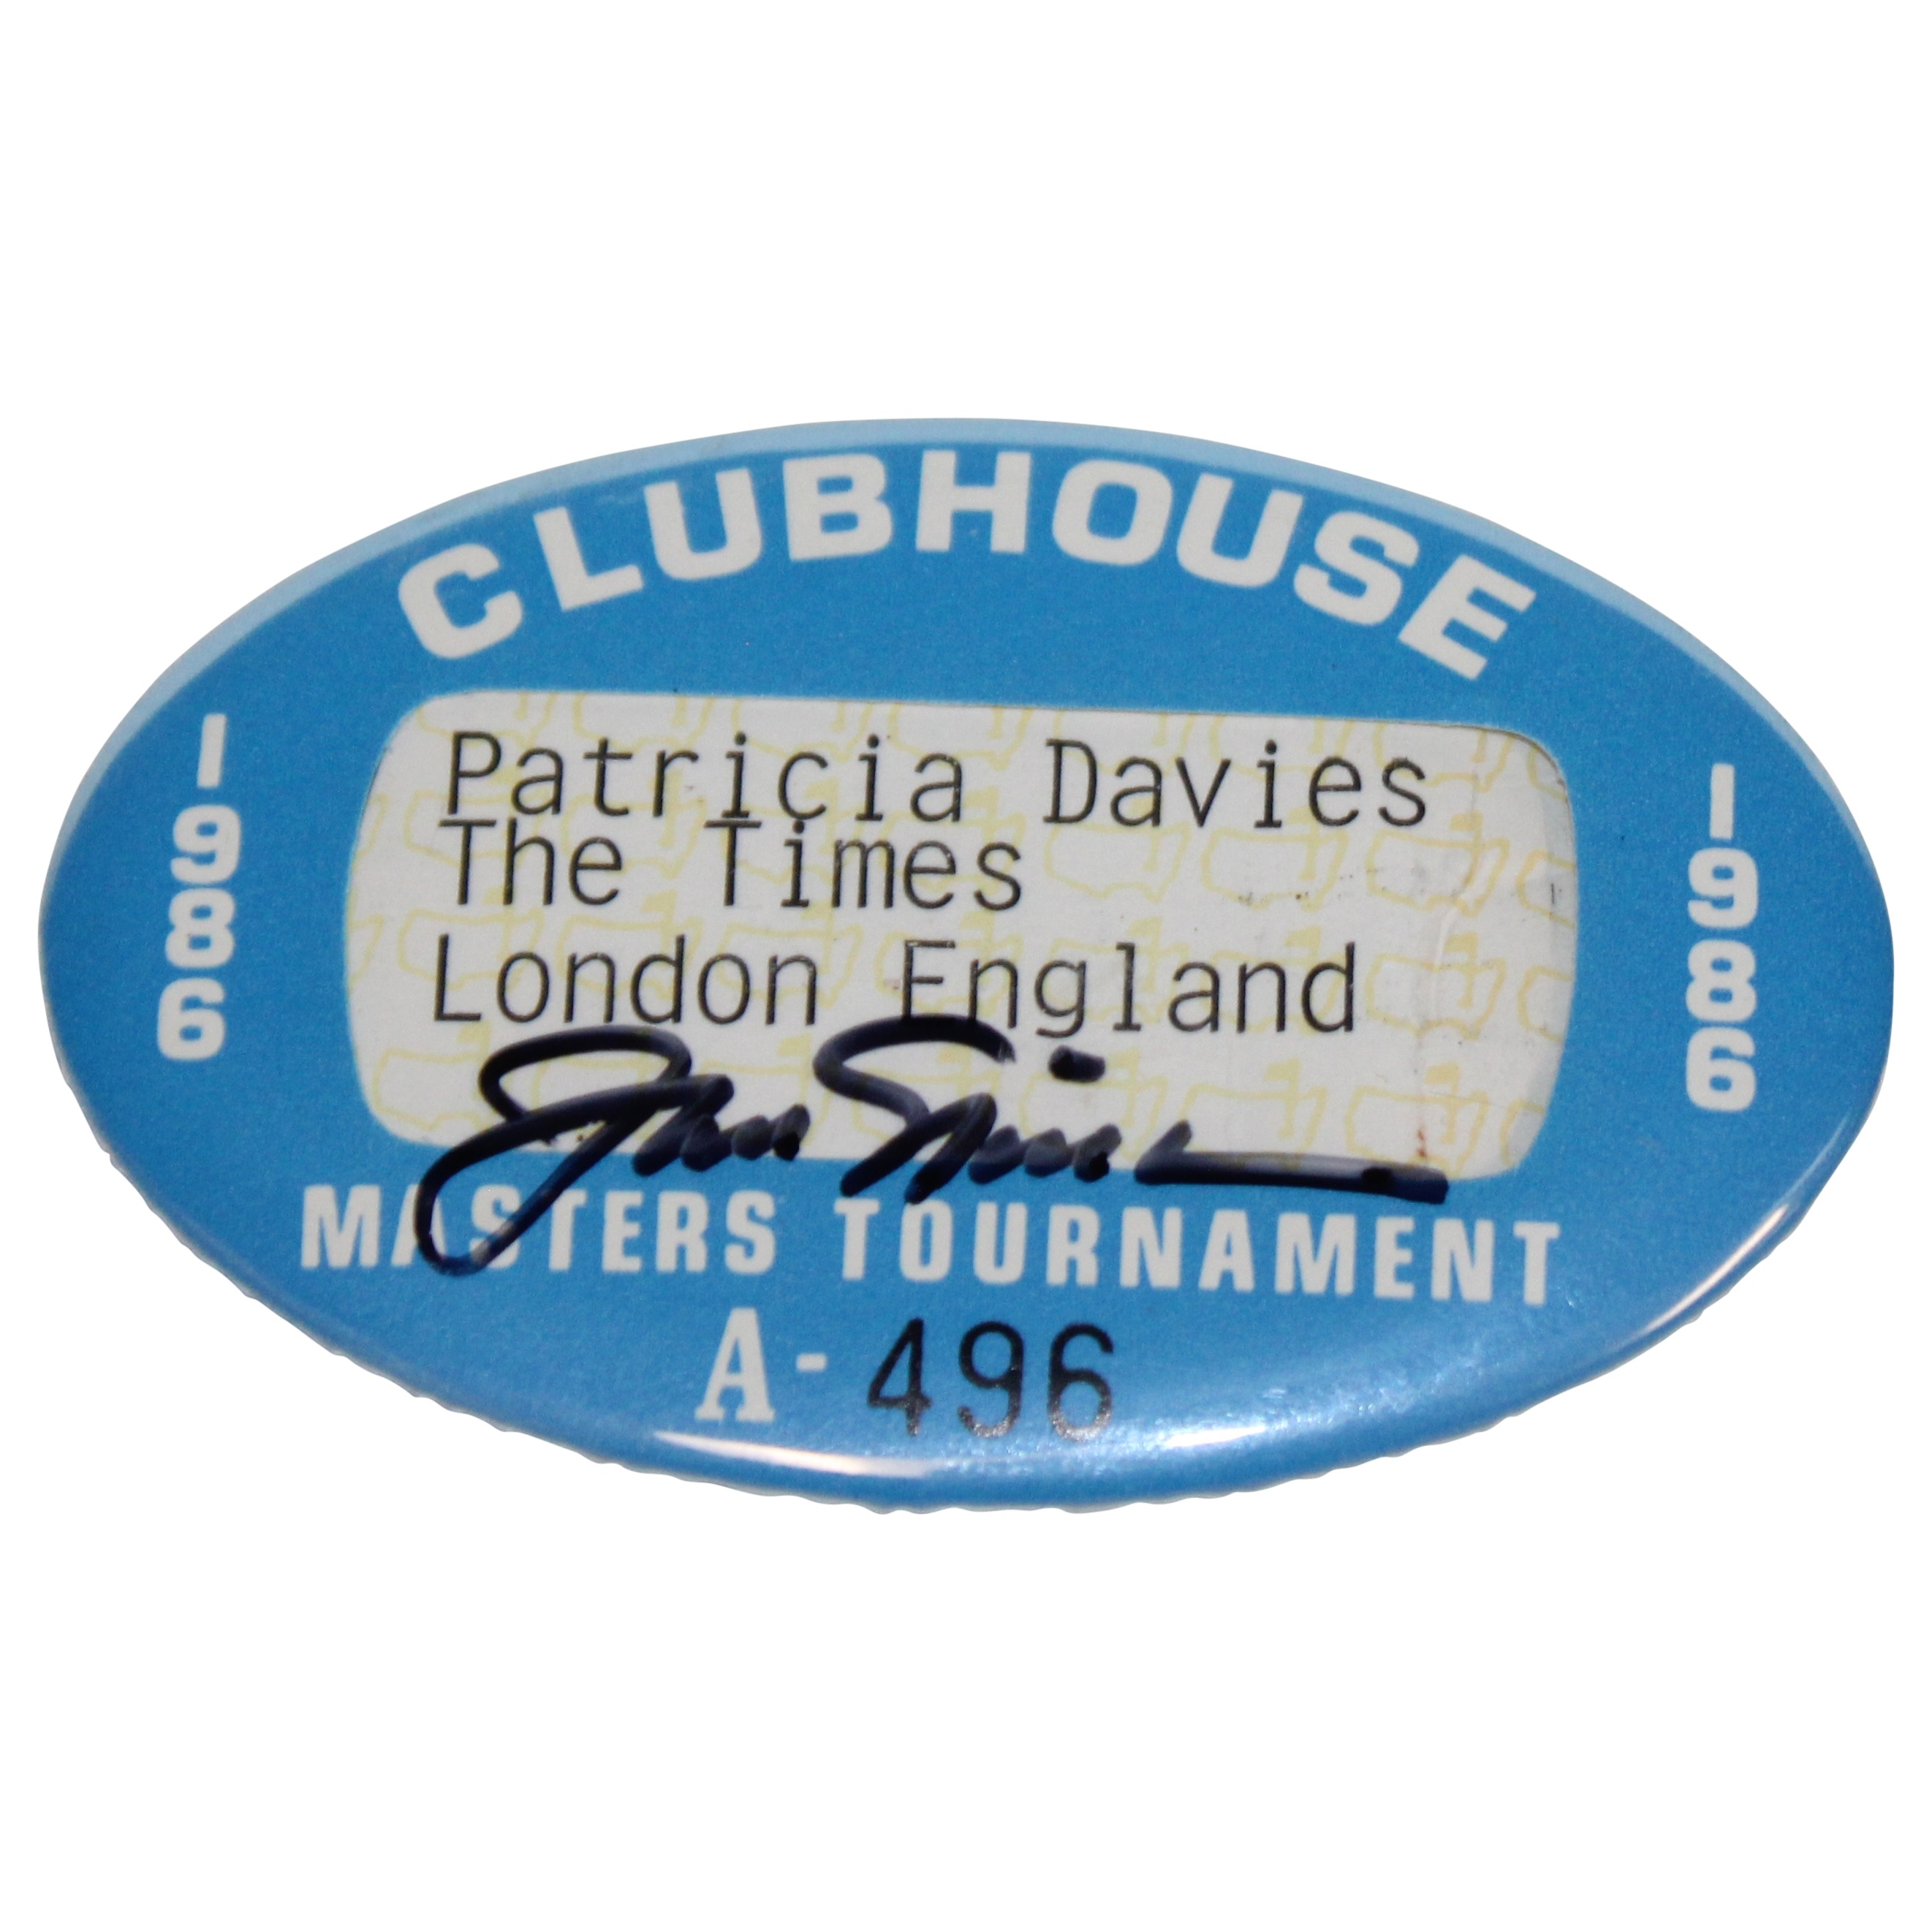 CLUBHOUSE
1986
Patricia Davies
The Times
London England
1986
MASTERS TOURNAMENT
A-496